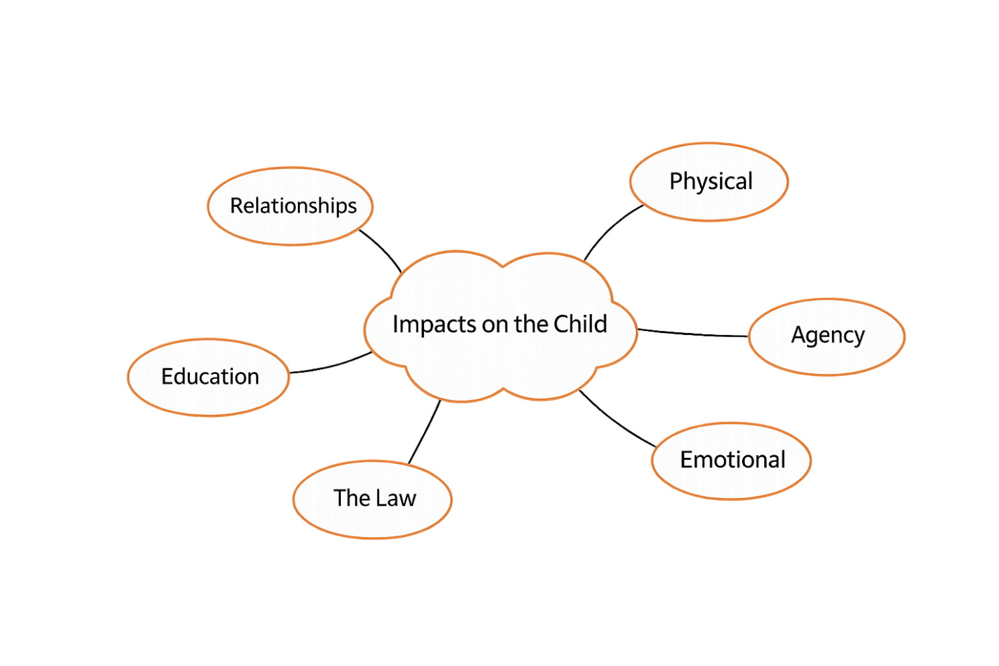 Physical
Relationships
Impacts on the Child
Agency
Education
Emotional
The Law